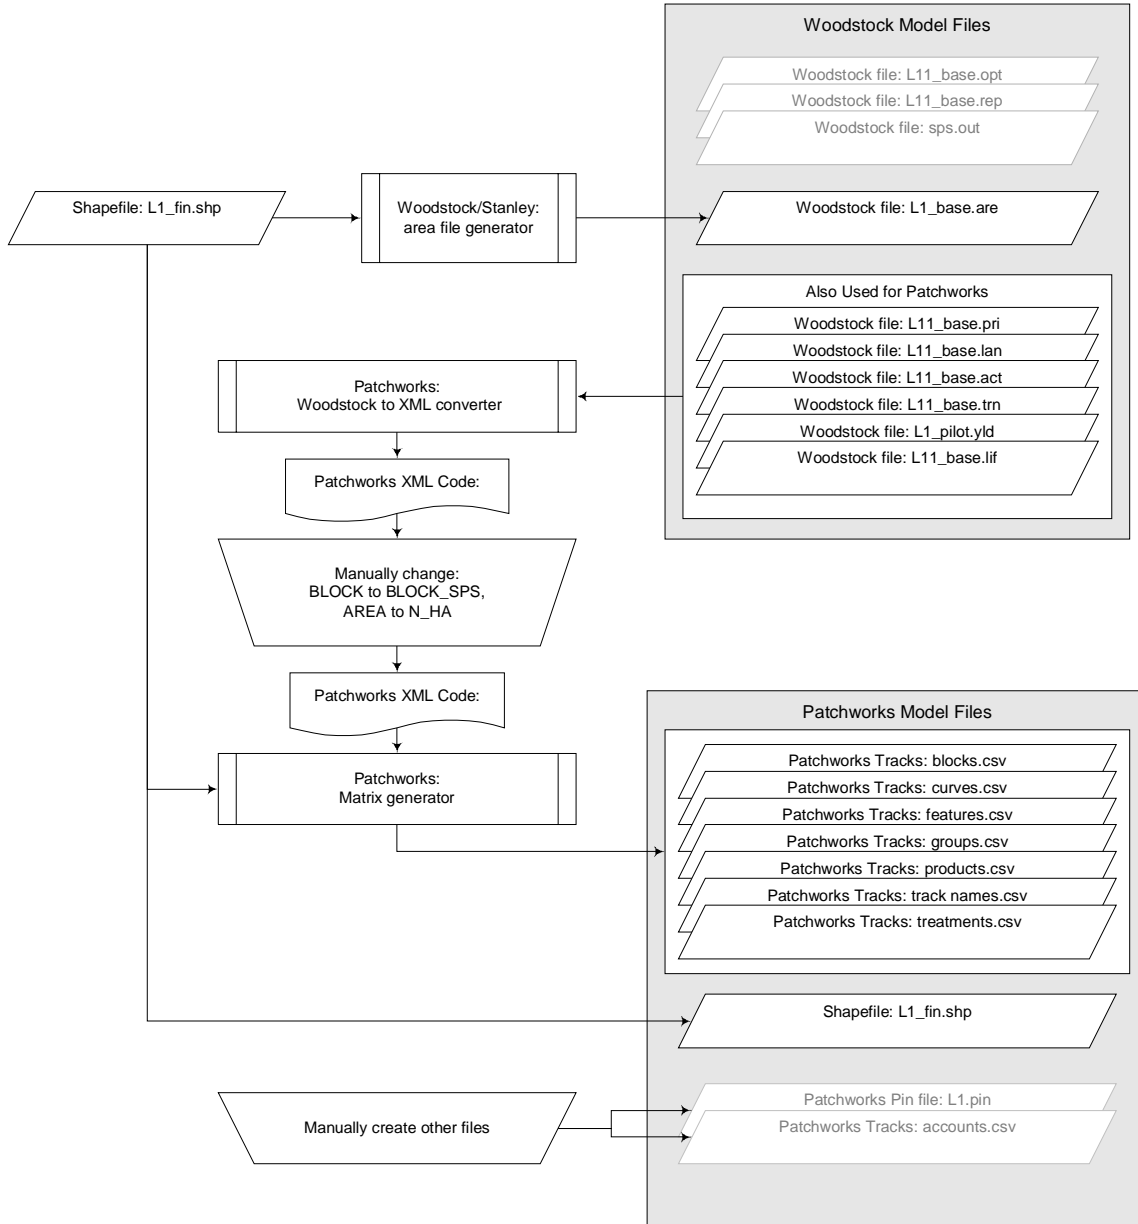 Woodstock Model Files
Woodstock file: L11_base.opt
Woodstock file: L11_base.rep
Woodstock file: sps.out
Shapefile: L1_fin.shp
Woodstock/Stanley:
area file generator
Woodstock file: L1_base.are
Also Used for Patchworks
Woodstock file: L11_base.pri
Woodstock file: L11_base.lan
Woodstock file: L11_base.act
Woodstock file: L11_base.trn
Woodstock file: L1_pilot.yld
Woodstock file: L11_base.lif
Patchworks:
Woodstock to XML converter
Patchworks XML Code:
Manually change:
BLOCK to BLOCK_SPS,
AREA to N_HA
Patchworks XML Code:
Patchworks:
Matrix generator
Patchworks Model Files
Patchworks Tracks: blocks.csv
Patchworks Tracks: curves.csv
Patchworks Tracks: features.csv
Patchworks Tracks: groups.csv
Patchworks Tracks: products.csv
Patchworks Tracks: track names.csv
Patchworks Tracks: treatments.csv
Shapefile: L1_fin.shp
Manually create other files
Patchworks Pin file: L1.pin
Patchworks Tracks: accounts.csv